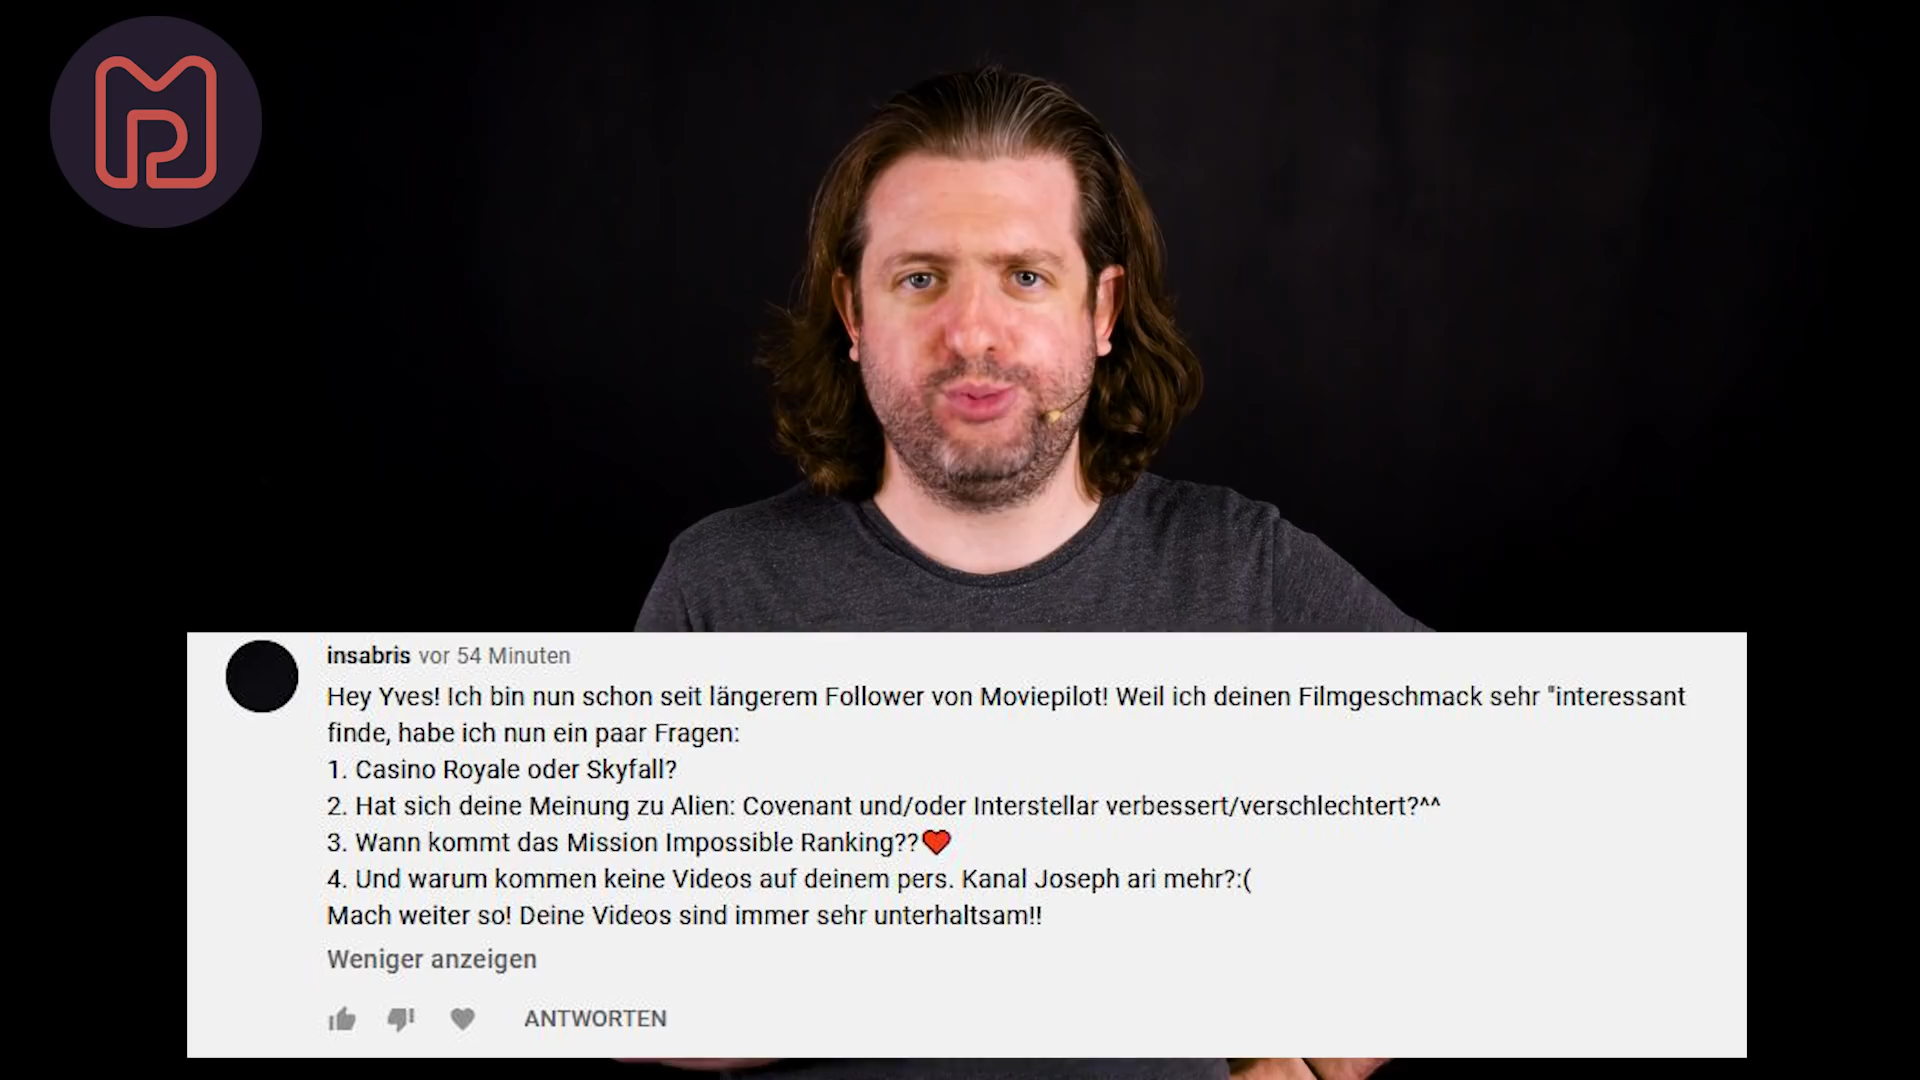 MP
insabris vor 54 Minuten
Hey Yves! Ich bin nun schon seit längerem Follower von Moviepilot! Weil ich deinen Filmgeschmack sehr "interessant
finde, habe ich nun ein paar Fragen:
1. Casino Royale oder Skyfall?
2. Hat sich deine Meinung zu Alien: Covenant und/oder Interstellar verbessert/verschlechtert?^^
3. Wann kommt das Mission Impossible Ranking??❤️
4. Und warum kommen keine Videos auf deinem pers. Kanal Joseph ari mehr?:(
Mach weiter so! Deine Videos sind immer sehr unterhaltsam!!
Weniger anzeigen
ANTWORTEN